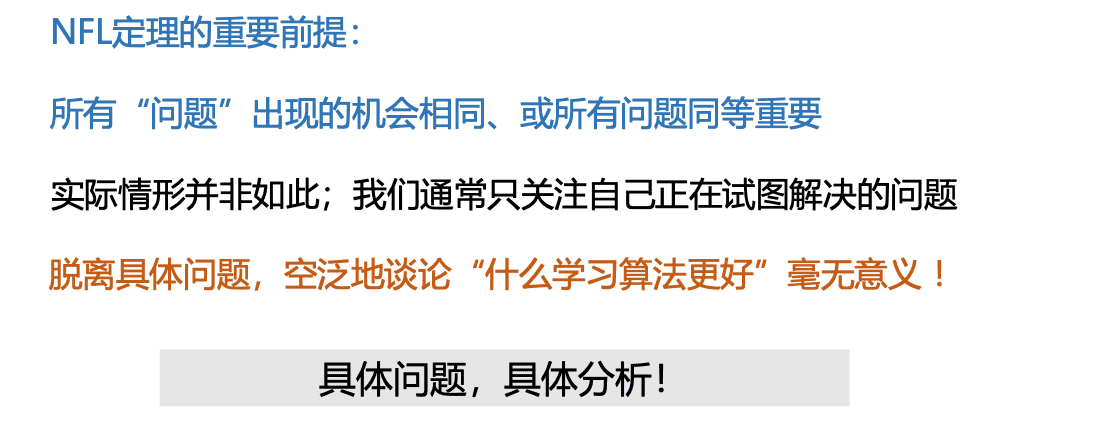 NFL定理的重要前提：
所有“问题”出现的机会相同、或所有问题同等重要
实际情形并非如此；我们通常只关注自己正在试图解决的问题
脱离具体问题，空泛地谈论“什么学习算法更好”毫无意义！
具体问题，具体分析！